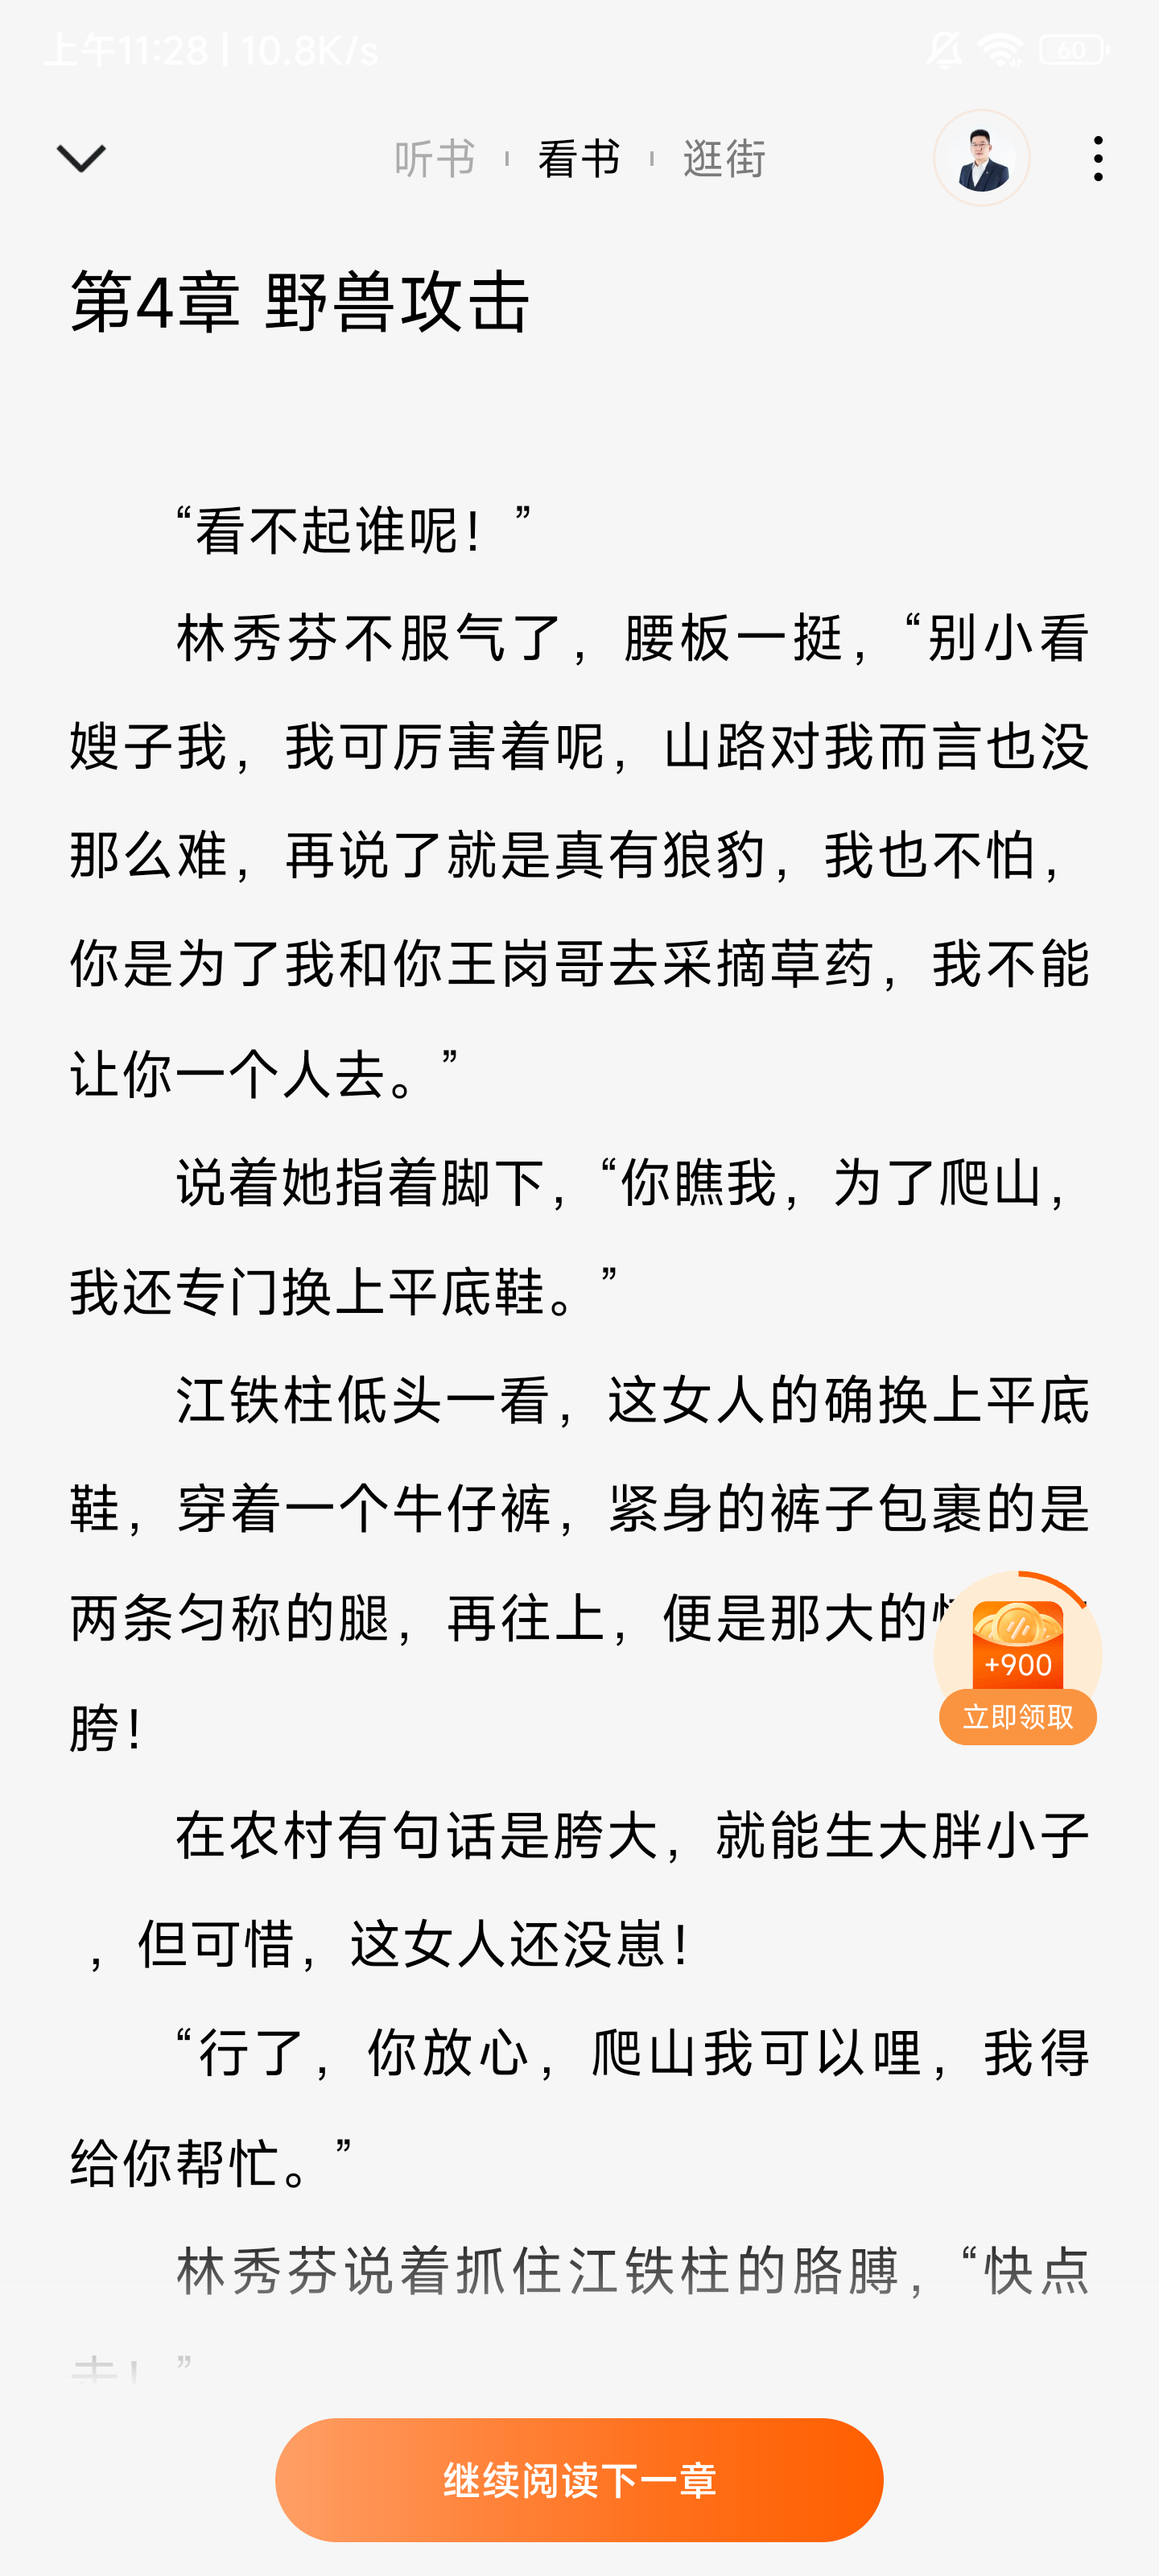 上午11:28 | 10.8K/s
60
听书
看书
逛街
第4章 野兽攻击
“看不起谁呢！”
林秀芬不服气了，腰板一挺，“别小看
嫂子我，我可厉害着呢，山路对我而言也没
那么难，再说了就是真有狼豹，我也不怕，
你是为了我和你王岗哥去采摘草药，我不能
让你一个人去。”
说着她指着脚下，“你瞧我，为了爬山，
我还专门换上平底鞋。”
江铁柱低头一看，这女人的确换上平底
鞋，穿着一个牛仔裤，紧身的裤子包裹的是
两条匀称的腿，再往上，便是那大的
+900
立即领取
胯！
在农村有句话是胯大，就能生大胖小子
，但可惜，这女人还没崽！
“行了，你放心，爬山我可以哩，我得
给你帮忙。”
林秀芬说着抓住江铁柱的胳膊，“快点
！”
继续阅读下一章